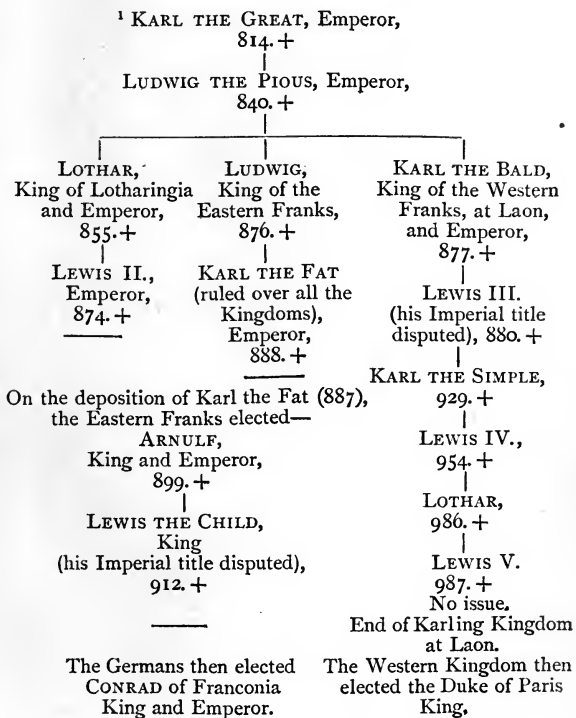 ¹ KARL THE GREAT, Emperor,
814.+
LUDWIG THE PIOUS, Emperor,
840.+
LOTHAR,
King of Lotharingia
and Emperor,
855.+
LEWIS II.,
Emperor,
874.+
LUDWIG,
King of the
Eastern Franks,
876.+
KARL THE FAT
(ruled over all the
Kingdoms),
Emperor,
888.+
On the deposition of Karl the Fat (887),
the Eastern Franks elected—
ARNULF,
King and Emperor,
899.+
LEWIS THE CHILD,
King
(his Imperial title disputed),
912.+
The Germans then elected
CONRAD of Franconia
King and Emperor.
KARL THE BALD,
King of the Western
Franks, at Laon,
and Emperor,
877.+
LEWIS III.
(his Imperial title
disputed), 880.+
KARL THE SIMPLE,
929.+
LEWIS IV.,
954.+
LOTHAR,
986.+
LEWIS V.
987.+
No issue.
End of Karling Kingdom
at Laon.
The Western Kingdom then
elected the Duke of Paris
King,